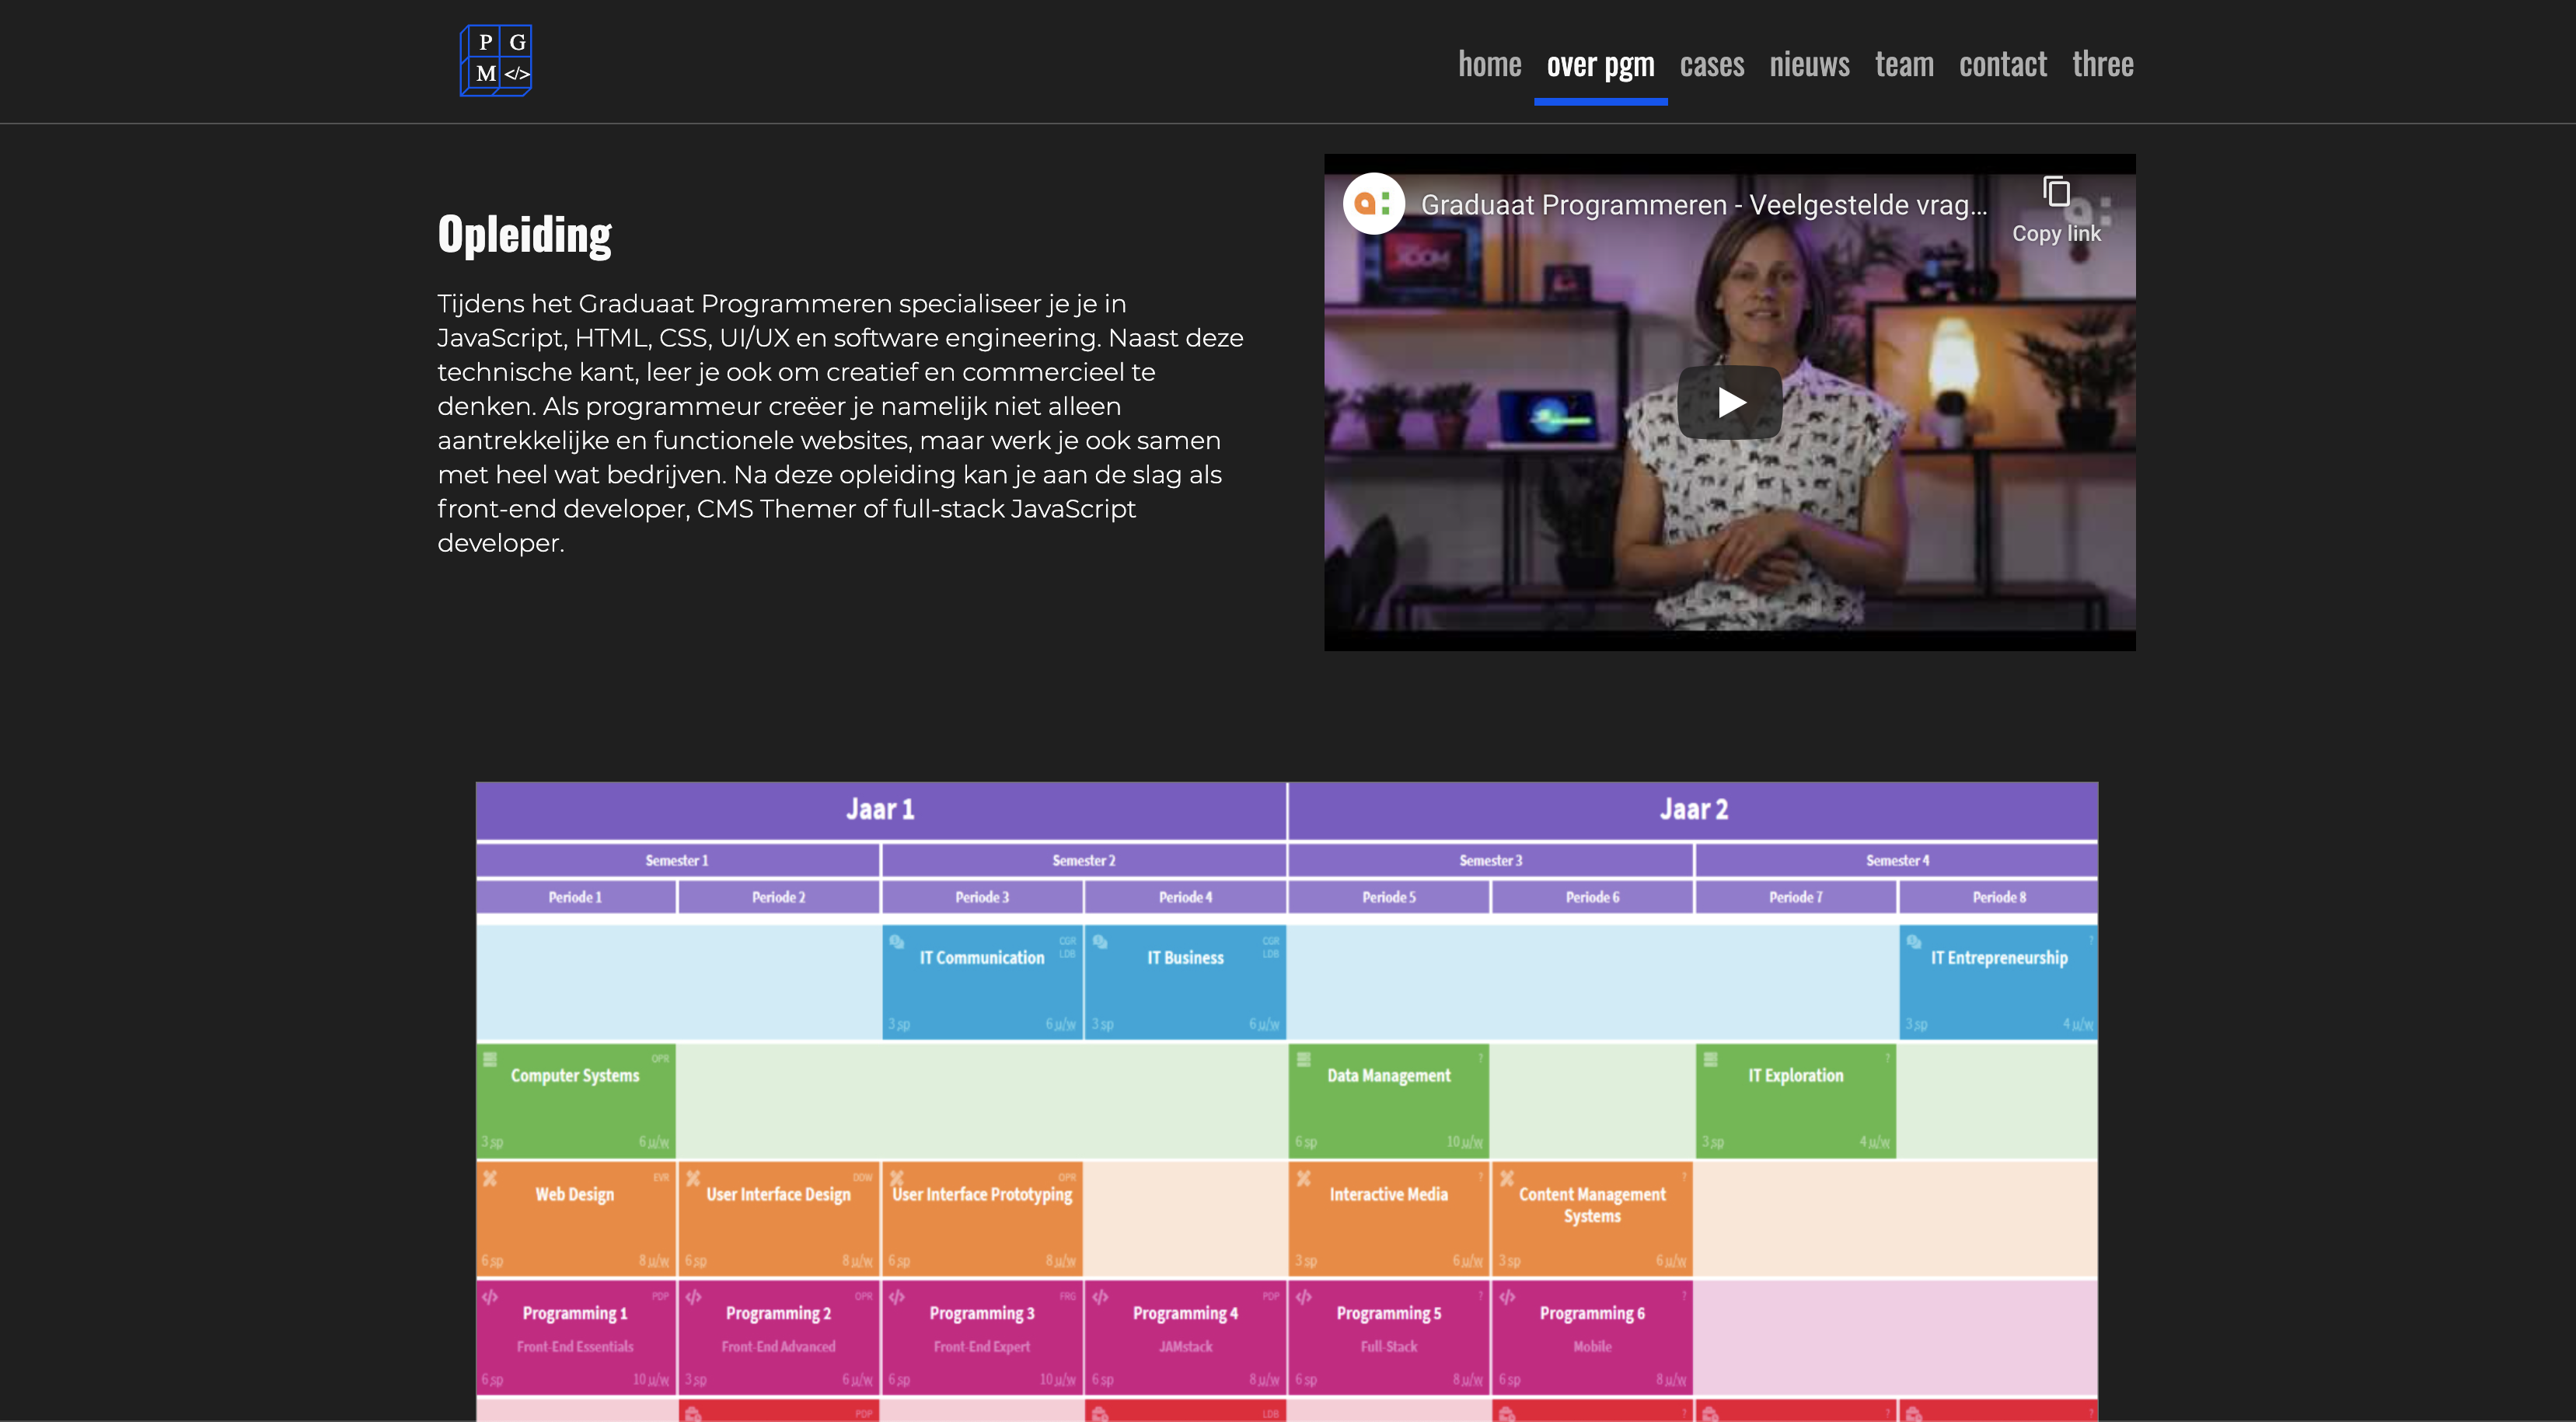 P G
M </>
home over pgm cases nieuws team contact three
Graduaat Programmeren - Veelgestelde vrag...
Copy link
Opleiding
Tijdens het Graduaat Programmeren specialiseer je je in
JavaScript, HTML, CSS, UI/UX en software engineering. Naast deze
technische kant, leer je ook om creatief en commercieel te
denken. Als programmeur creëer je namelijk niet alleen
aantrekkelijke en functionele websites, maar werk je ook samen
met heel wat bedrijven. Na deze opleiding kan je aan de slag als
front-end developer, CMS Themer of full-stack JavaScript
developer.
Jaar 1 Jaar 2
Semester 1 Semester 2 Semester 3 Semester 4
Periode 1 Periode 2 Periode 3 Periode 4 Periode 5 Periode 6 Periode 7 Periode 8
CGR CGR ?
IT Communication LDB IT Business LDB IT Entrepreneurship
3 sp 6 u/w 3 sp 6 u/w 3 sp 4 u/w
OPR ? ?
Computer Systems Data Management IT Exploration
3 sp 6 u/w 6 sp 10 u/w 3 sp 4 u/w
EVR DDW OPR ? ?
Web Design User Interface Design User Interface Prototyping Interactive Media Content Management
Systems
6 sp 8 u/w 6 sp 8 u/w 6 sp 8 u/w 3 sp 6 u/w 3 sp 6 u/w
</> PDP </> OPR </> FRG </> PDP </> ? </> ?
Programming 1 Programming 2 Programming 3 Programming 4 Programming 5 Programming 6
Front-End Essentials Front-End Advanced Front-End Expert JAMstack Full-Stack Mobile
6 sp 10 u/w 3 sp 6 u/w 6 sp 10 u/w 6 sp 8 u/w 6 sp 8 u/w 6 sp 8 u/w
PDP LDB ? ? ?